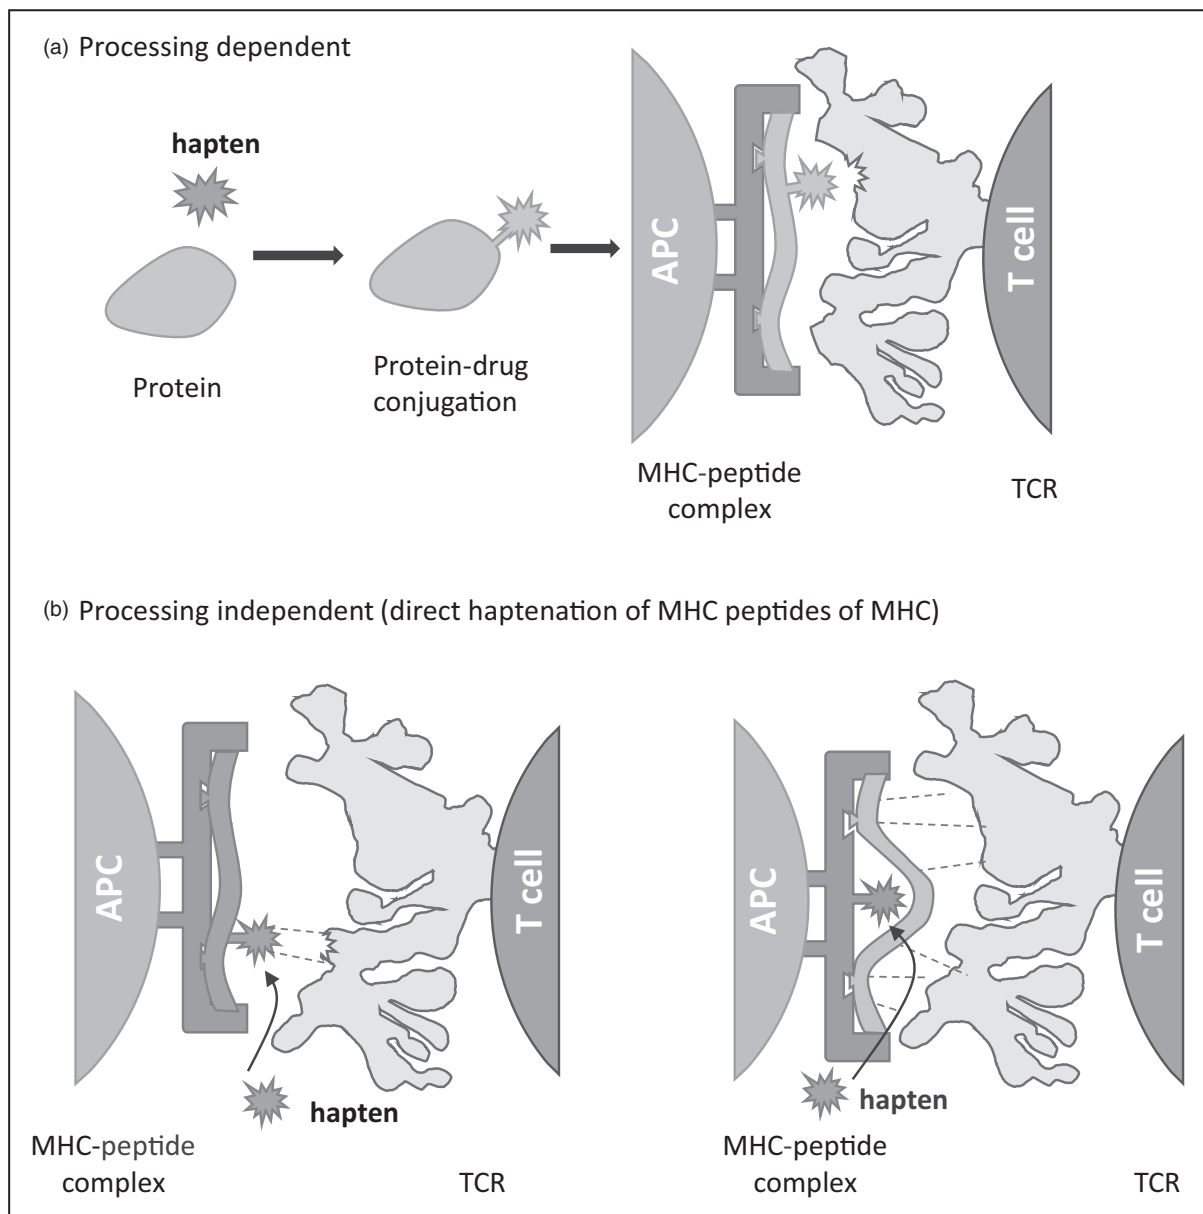 (a) Processing dependent
hapten
Protein
Protein-drug
conjugation
APC
T cell
MHC-peptide
complex
TCR
(b) Processing independent (direct haptenation of MHC peptides of MHC)
APC
T cell
hapten
MHC-peptide
complex
TCR
APC
T cell
hapten
MHC-peptide
complex
TCR